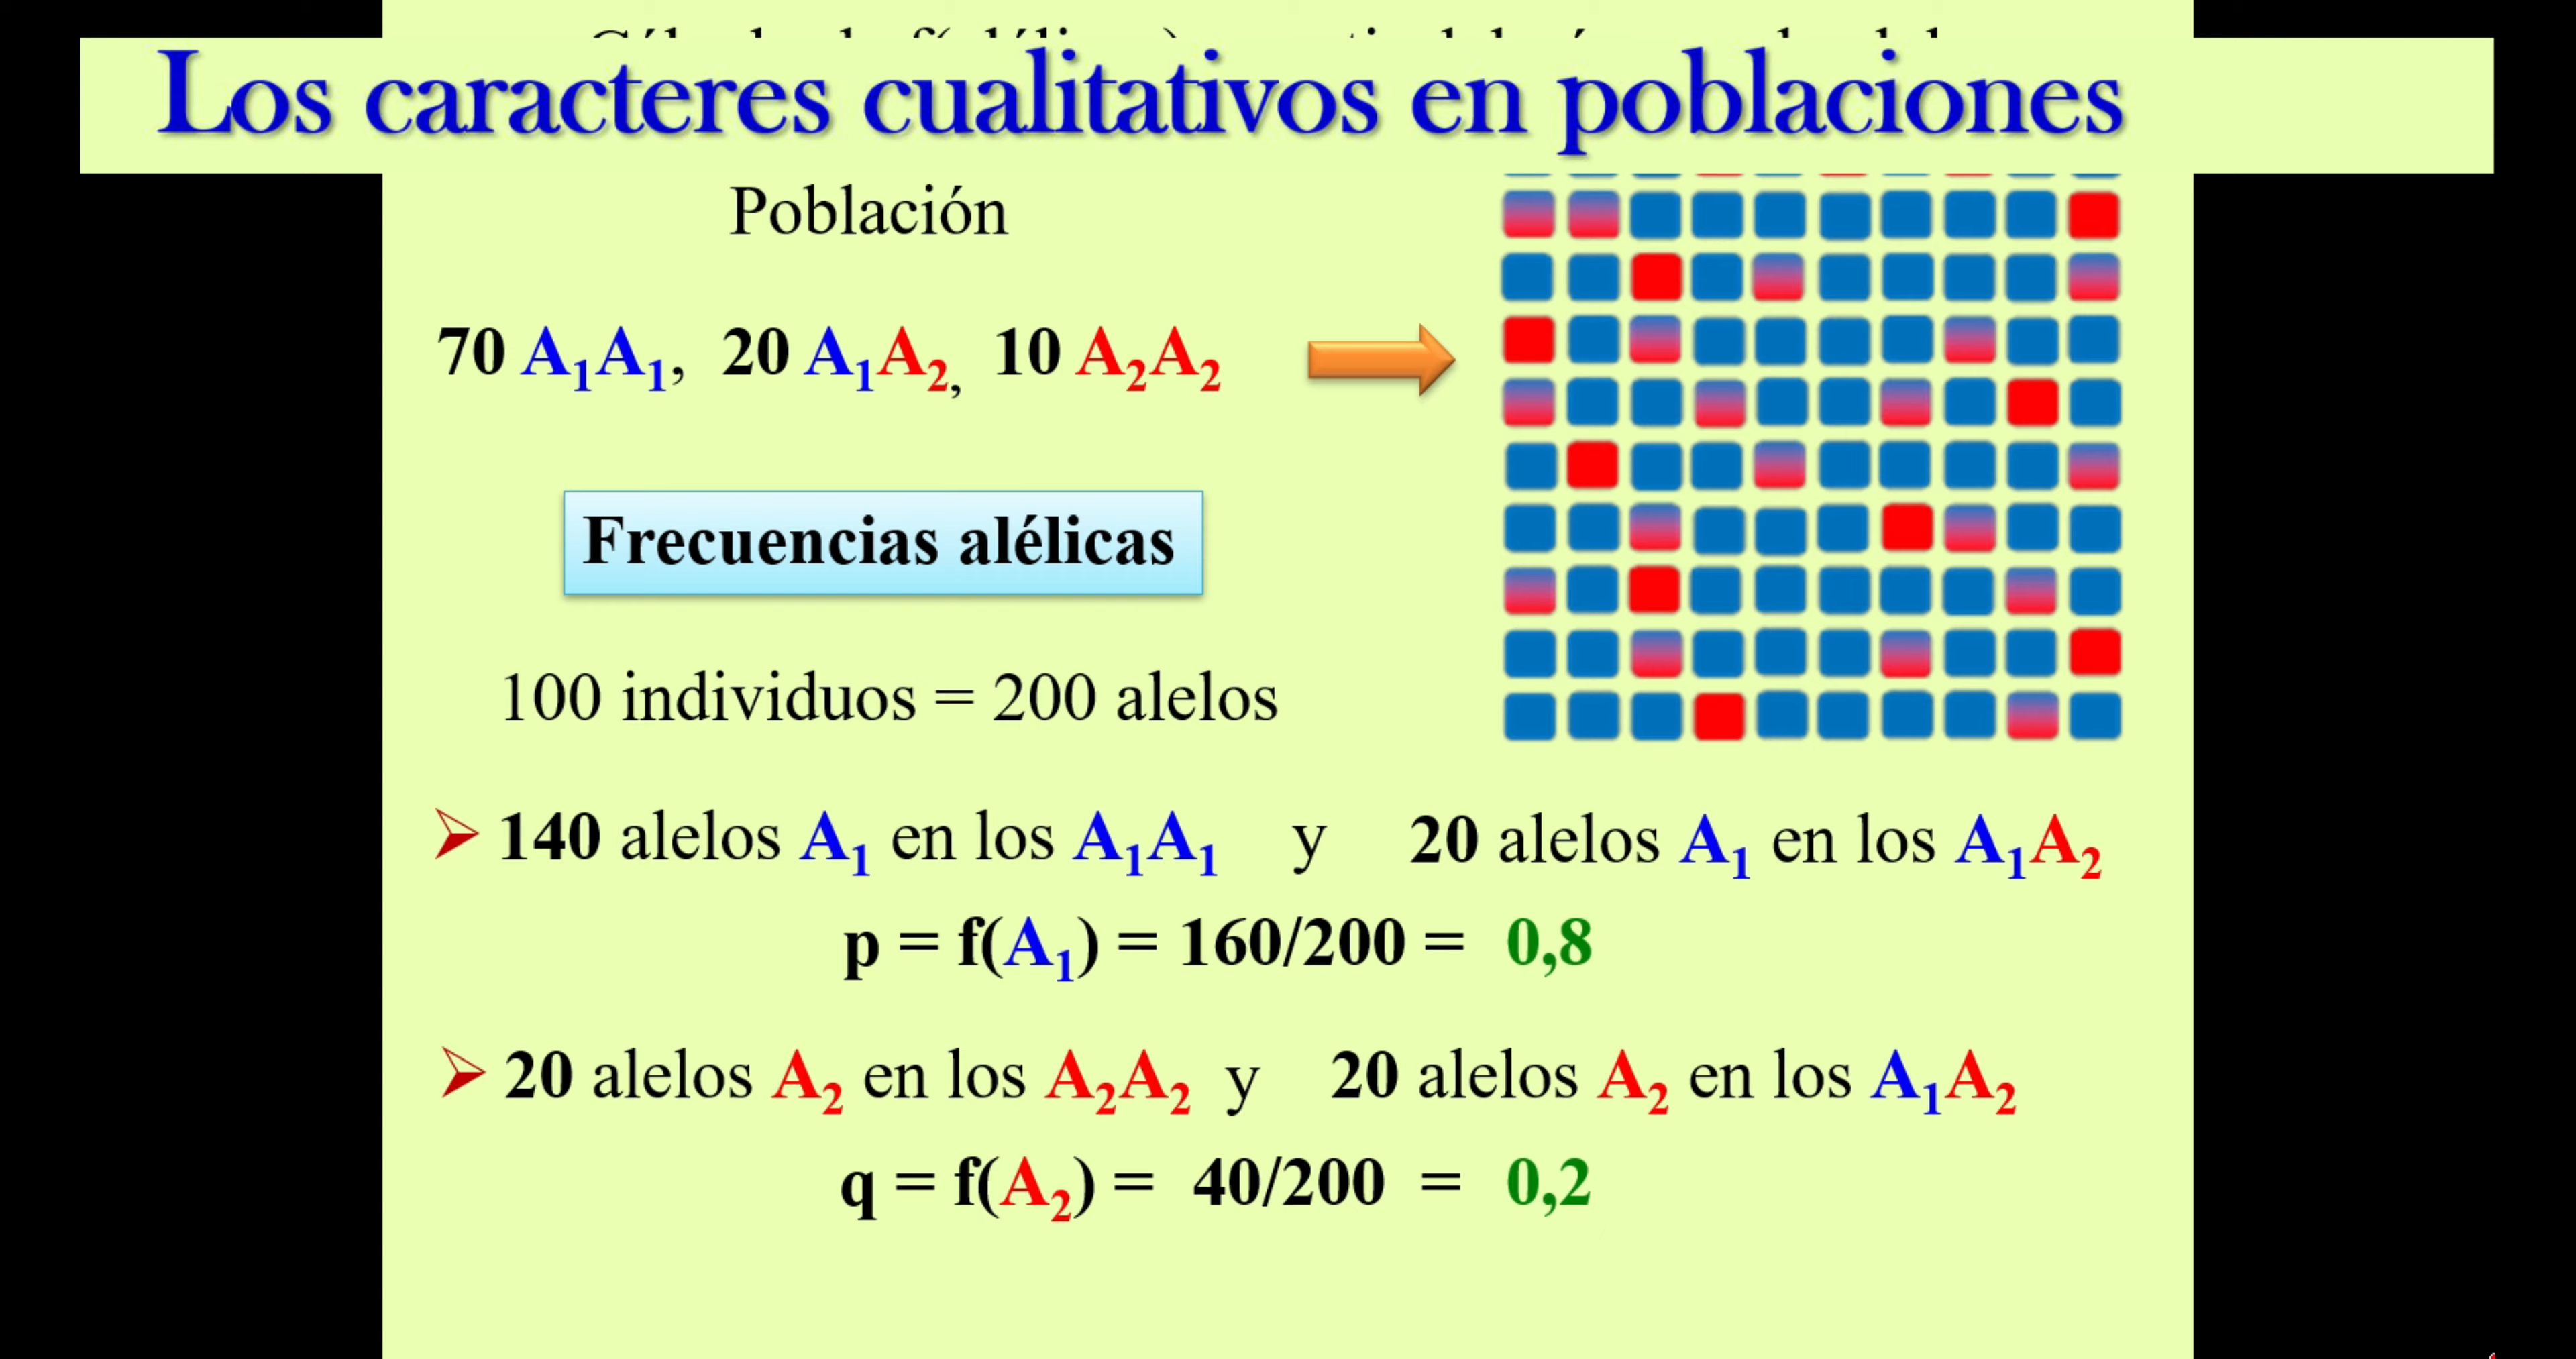 Los caracteres cualitativos en poblaciones
Población
70 A₁A₁, 20 A₁A₂, 10 A₂A₂
Frecuencias alélicas
100 individuos = 200 alelos
140 alelos A₁ en los A₁A₁ y 20 alelos A₁ en los A₁A₂
p = f(A₁) = 160/200 = 0,8
20 alelos A₂ en los A₂A₂ y 20 alelos A₂ en los A₁A₂
q = f(A₂) = 40/200 = 0,2